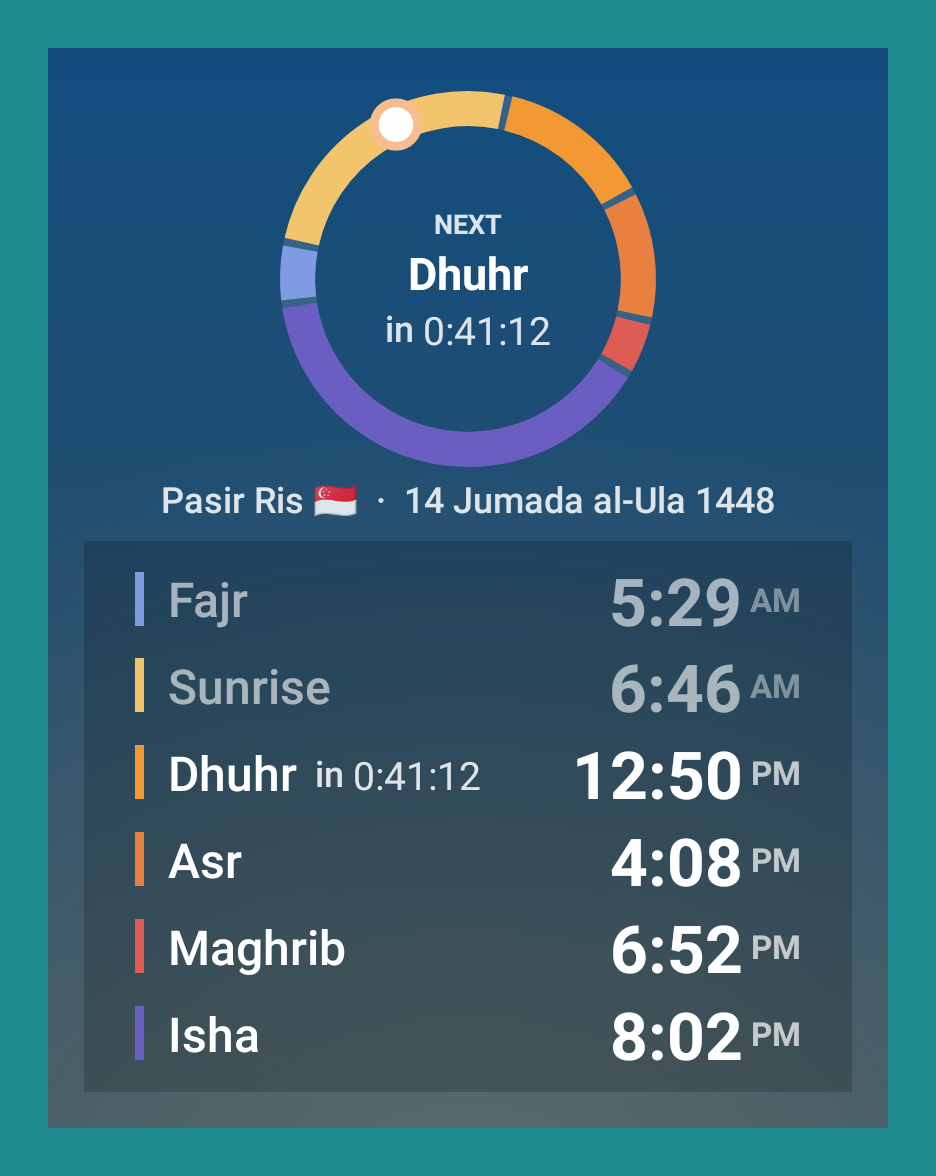 NEXT
Dhuhr
in 0:41:12
Pasir Ris 🇸🇬 · 14 Jumada al-Ula 1448
Fajr 5:29 AM
Sunrise 6:46 AM
Dhuhr in 0:41:12 12:50 PM
Asr 4:08 PM
Maghrib 6:52 PM
Isha 8:02 PM